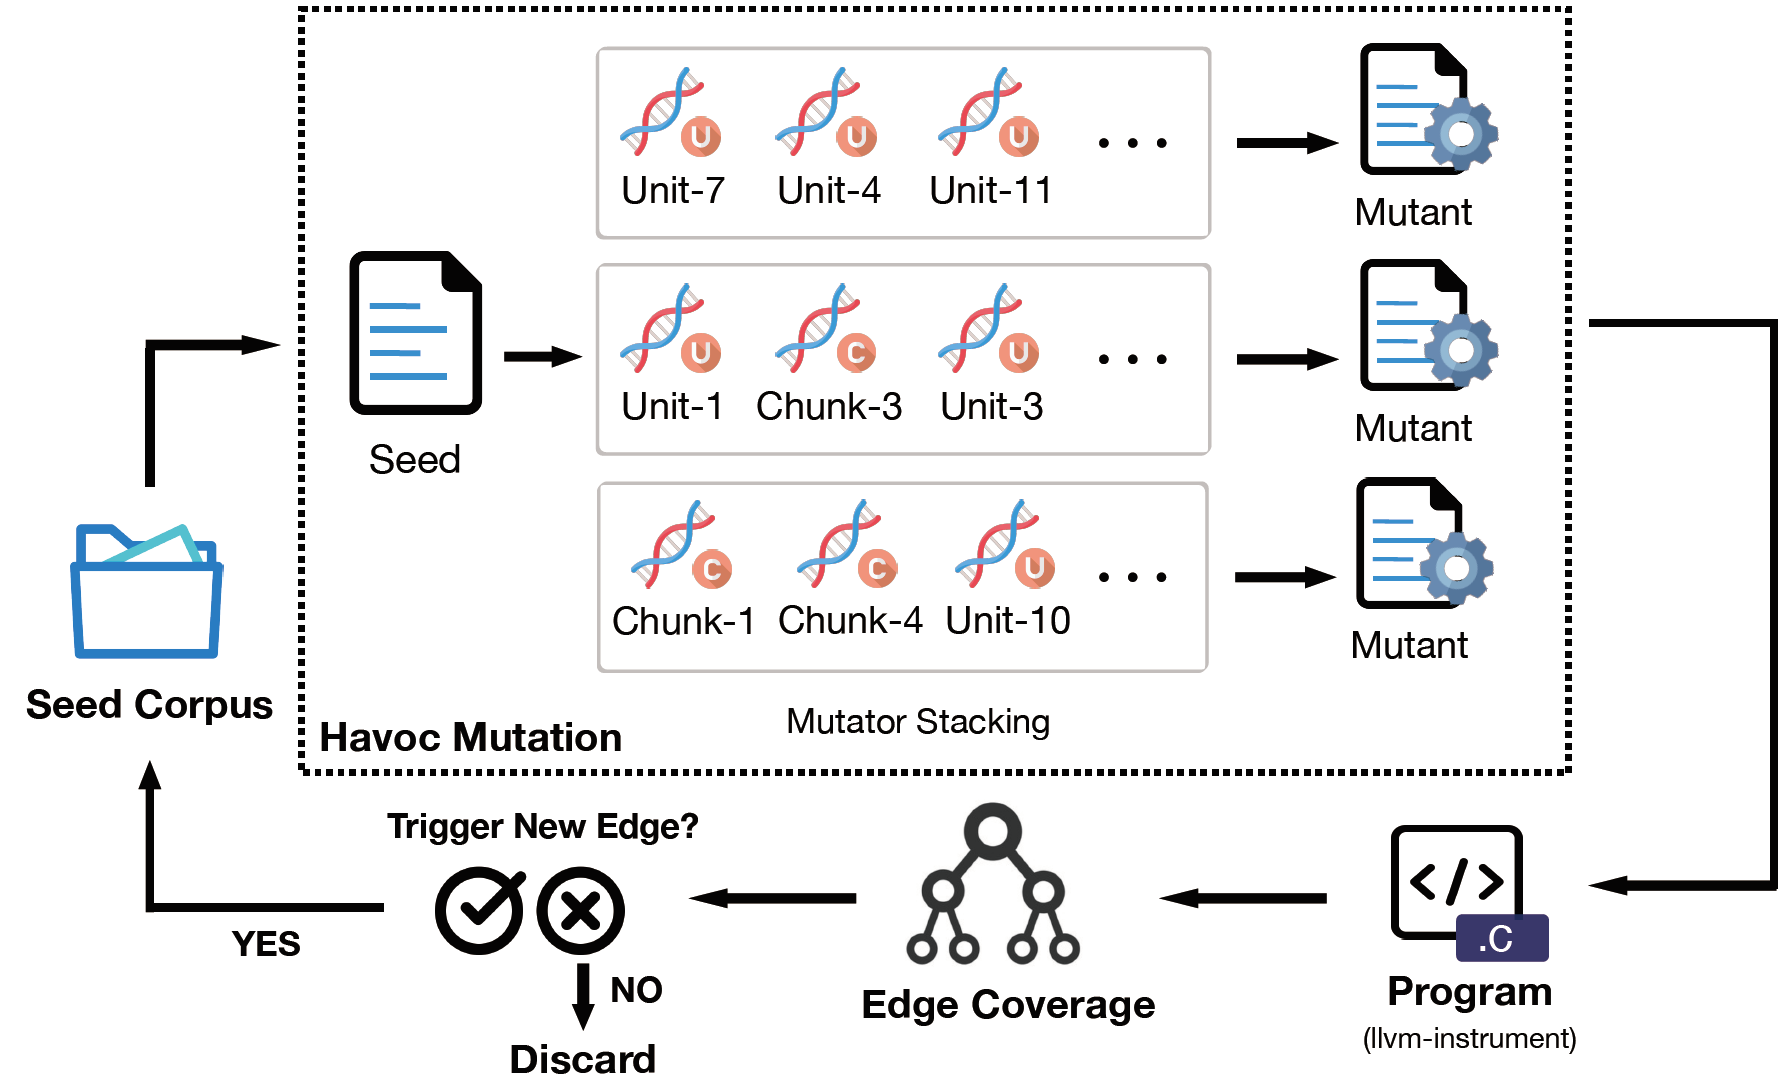 U
U
U
Unit-7
Unit-4
Unit-11
...
Mutant
U
C
U
Unit-1
Chunk-3
Unit-3
...
Mutant
Seed
C
C
U
Chunk-1
Chunk-4
Unit-10
...
Mutant
Seed Corpus
Havoc Mutation
Mutator Stacking
Trigger New Edge?
YES
NO
Discard
Edge Coverage
</>
.C
Program
(llvm-instrument)